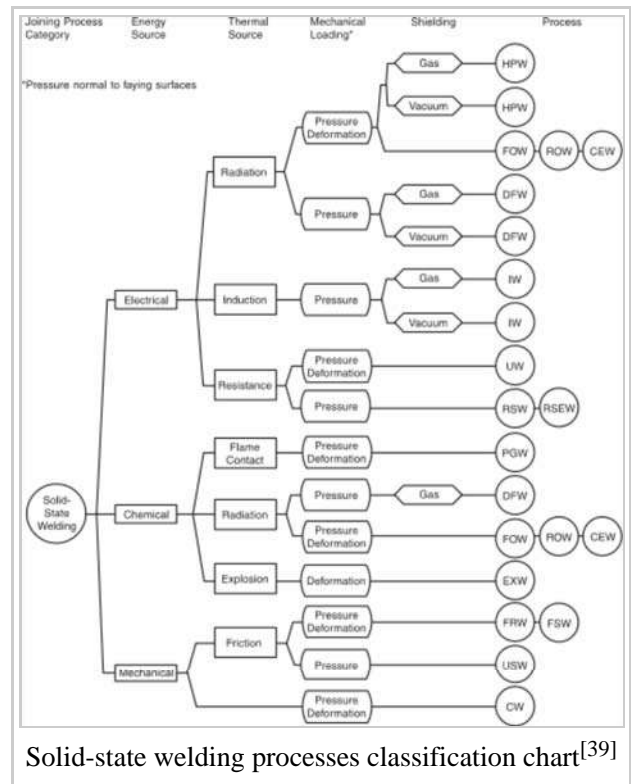 Joining Process Category
Energy Source
Thermal Source
Mechanical Loading*
Shielding
Process
*Pressure normal to faying surfaces
Gas
HPW
Vacuum
HPW
Pressure Deformation
FOW
ROW
CEW
Radiation
Gas
DFW
Pressure
Vacuum
DFW
Gas
IW
Electrical
Induction
Pressure
Vacuum
IW
Pressure Deformation
UW
Resistance
Pressure
RSW
RSEW
Flame Contact
Pressure Deformation
PGW
Solid-State Welding
Chemical
Radiation
Pressure
Gas
DFW
Pressure Deformation
FOW
ROW
CEW
Explosion
Deformation
EXW
Pressure Deformation
FRW
FSW
Friction
Pressure
USW
Mechanical
Pressure Deformation
CW
Solid-state welding processes classification chart[39]